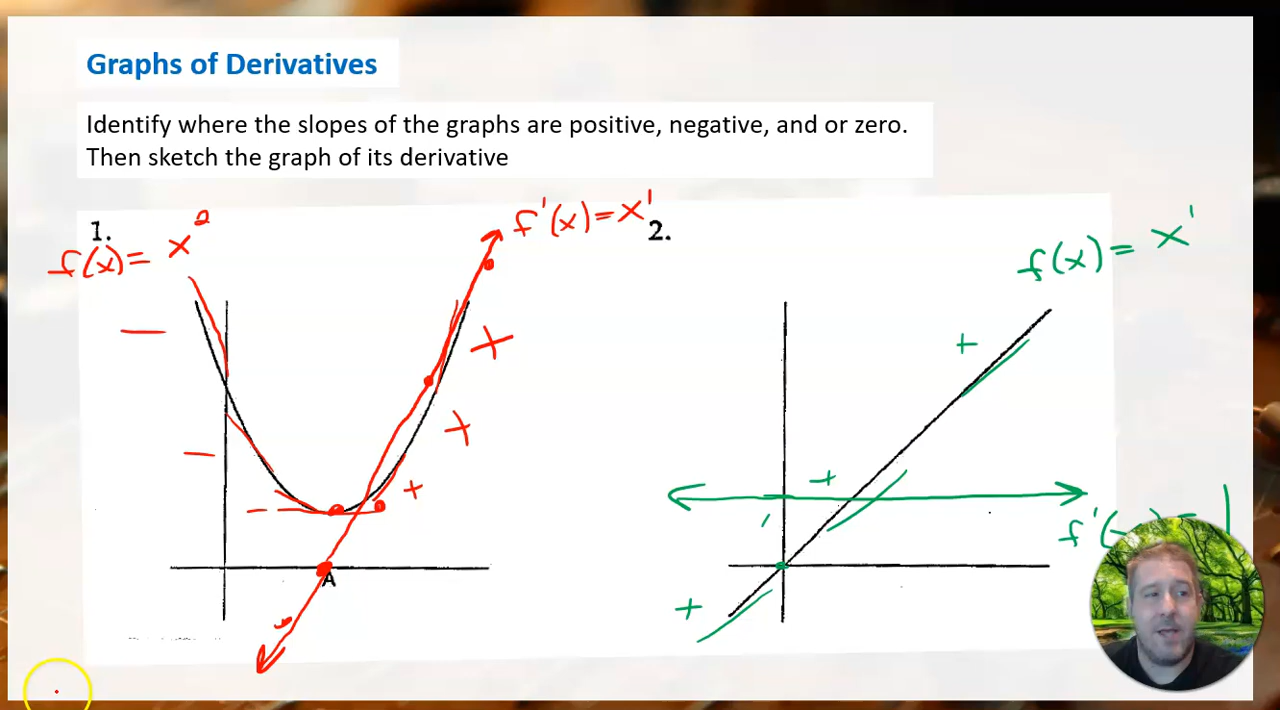 Graphs of Derivatives
Identify where the slopes of the graphs are positive, negative, and or zero.
Then sketch the graph of its derivative
1.
f(x) = x²
f'(x) = x¹
A
2.
f(x) = x¹
1